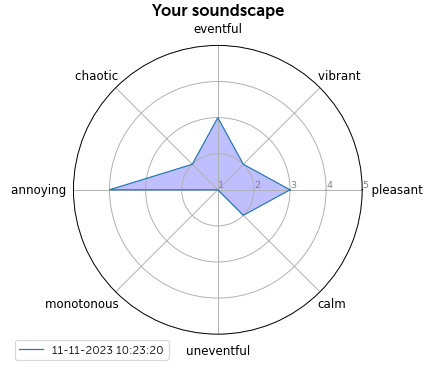 Your soundscape
eventful
chaotic
vibrant
annoying
1 2 3 4 5
pleasant
monotonous
calm
11-11-2023 10:23:20
uneventful